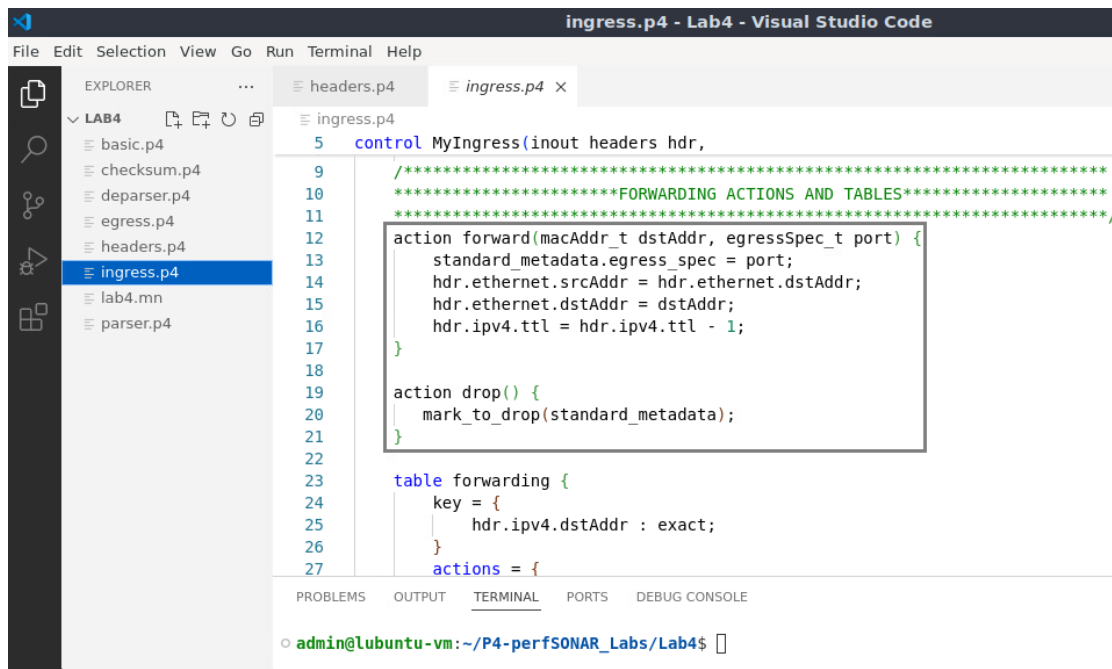 ingress.p4 - Lab4 - Visual Studio Code
File Edit Selection View Go Run Terminal Help
EXPLORER ...
headers.p4 ingress.p4
LAB4
basic.p4
checksum.p4
deparser.p4
egress.p4
headers.p4
ingress.p4
lab4.mn
parser.p4
ingress.p4
5 control MyIngress(inout headers hdr,
9 /*************************************************************************
10 ***********************FORWARDING ACTIONS AND TABLES*********************
11 *************************************************************************/
12 action forward(macAddr_t dstAddr, egressSpec_t port) {
13 standard_metadata.egress_spec = port;
14 hdr.ethernet.srcAddr = hdr.ethernet.dstAddr;
15 hdr.ethernet.dstAddr = dstAddr;
16 hdr.ipv4.ttl = hdr.ipv4.ttl - 1;
17 }
18
19 action drop() {
20 mark_to_drop(standard_metadata);
21 }
22
23 table forwarding {
24 key = {
25 hdr.ipv4.dstAddr : exact;
26 }
27 actions = {
PROBLEMS OUTPUT TERMINAL PORTS DEBUG CONSOLE
admin@lubuntu-vm:~/P4-perfSONAR_Labs/Lab4$